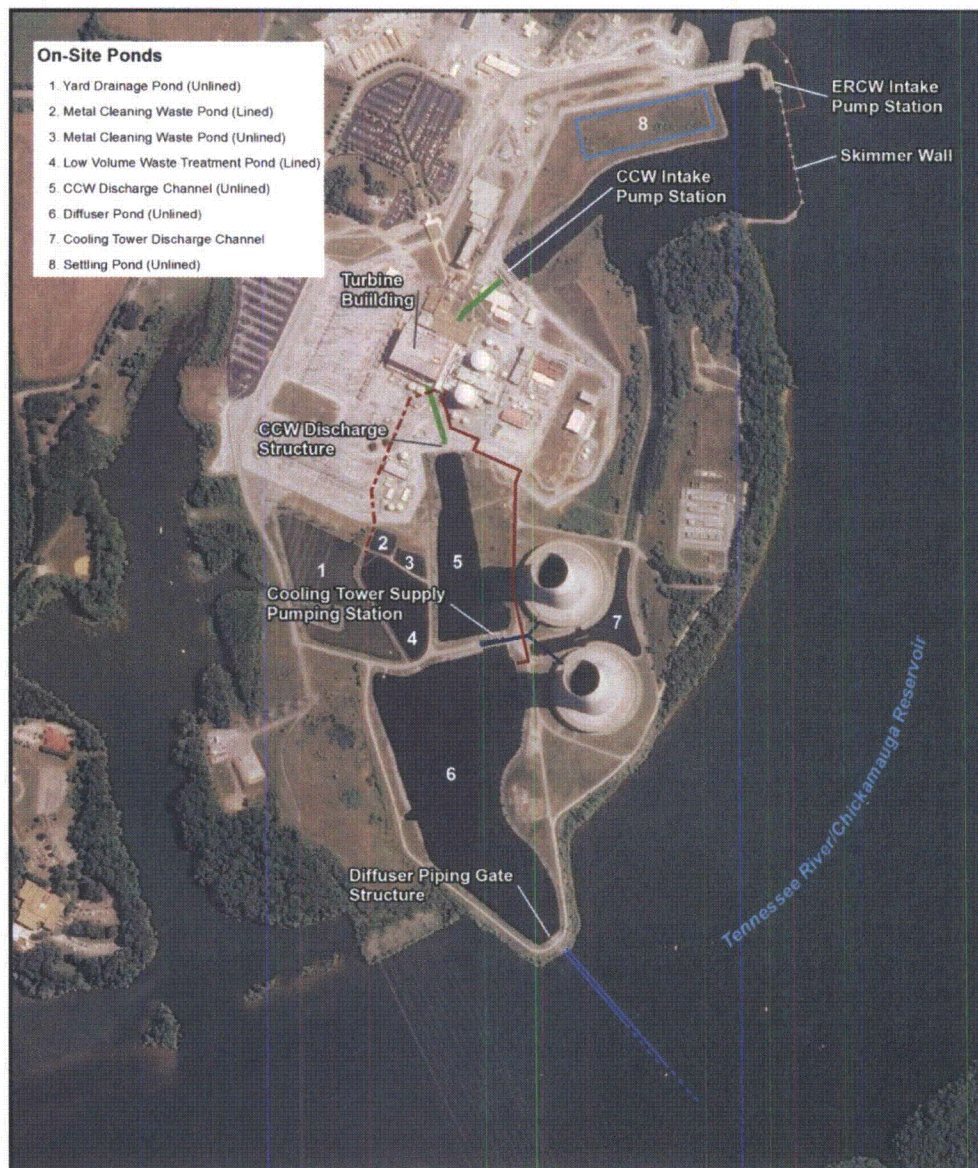 On-Site Ponds
1. Yard Drainage Pond (Unlined)
2. Metal Cleaning Waste Pond (Lined)
3. Metal Cleaning Waste Pond (Unlined)
4. Low Volume Waste Treatment Pond (Lined)
5. CCW Discharge Channel (Unlined)
6. Diffuser Pond (Unlined)
7. Cooling Tower Discharge Channel
8. Settling Pond (Unlined)
8
ERCW Intake
Pump Station
Skimmer Wall
CCW Intake
Pump Station
Turbine
Buiilding
CCW Discharge
Structure
2
3
1
5
Cooling Tower Supply
Pumping Station
4
7
6
Diffuser Piping Gate
Structure
Tennessee River/Chickamauga Reservoir